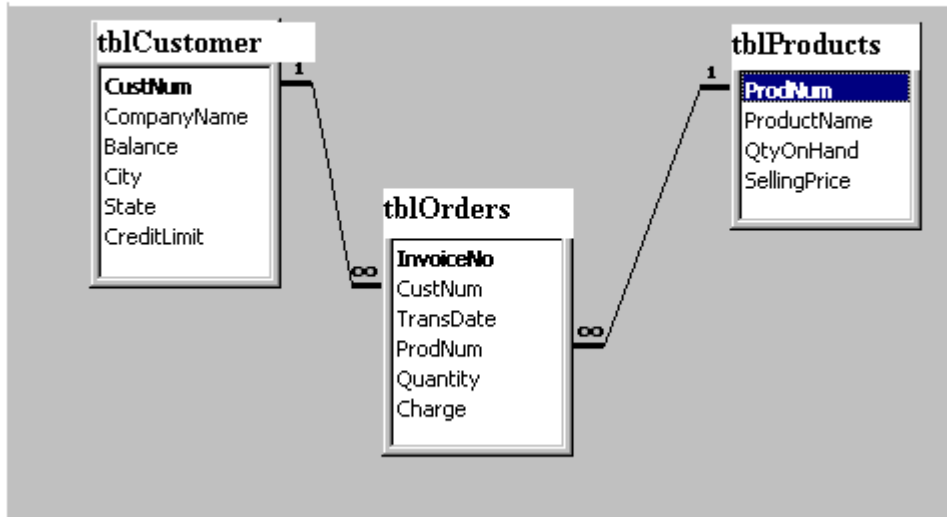 tblCustomer
1
CustNum
CompanyName
Balance
City
State
CreditLimit
∞
tblOrders
InvoiceNo
CustNum
TransDate
ProdNum
Quantity
Charge
∞
tblProducts
1
ProdNum
ProductName
QtyOnHand
SellingPrice